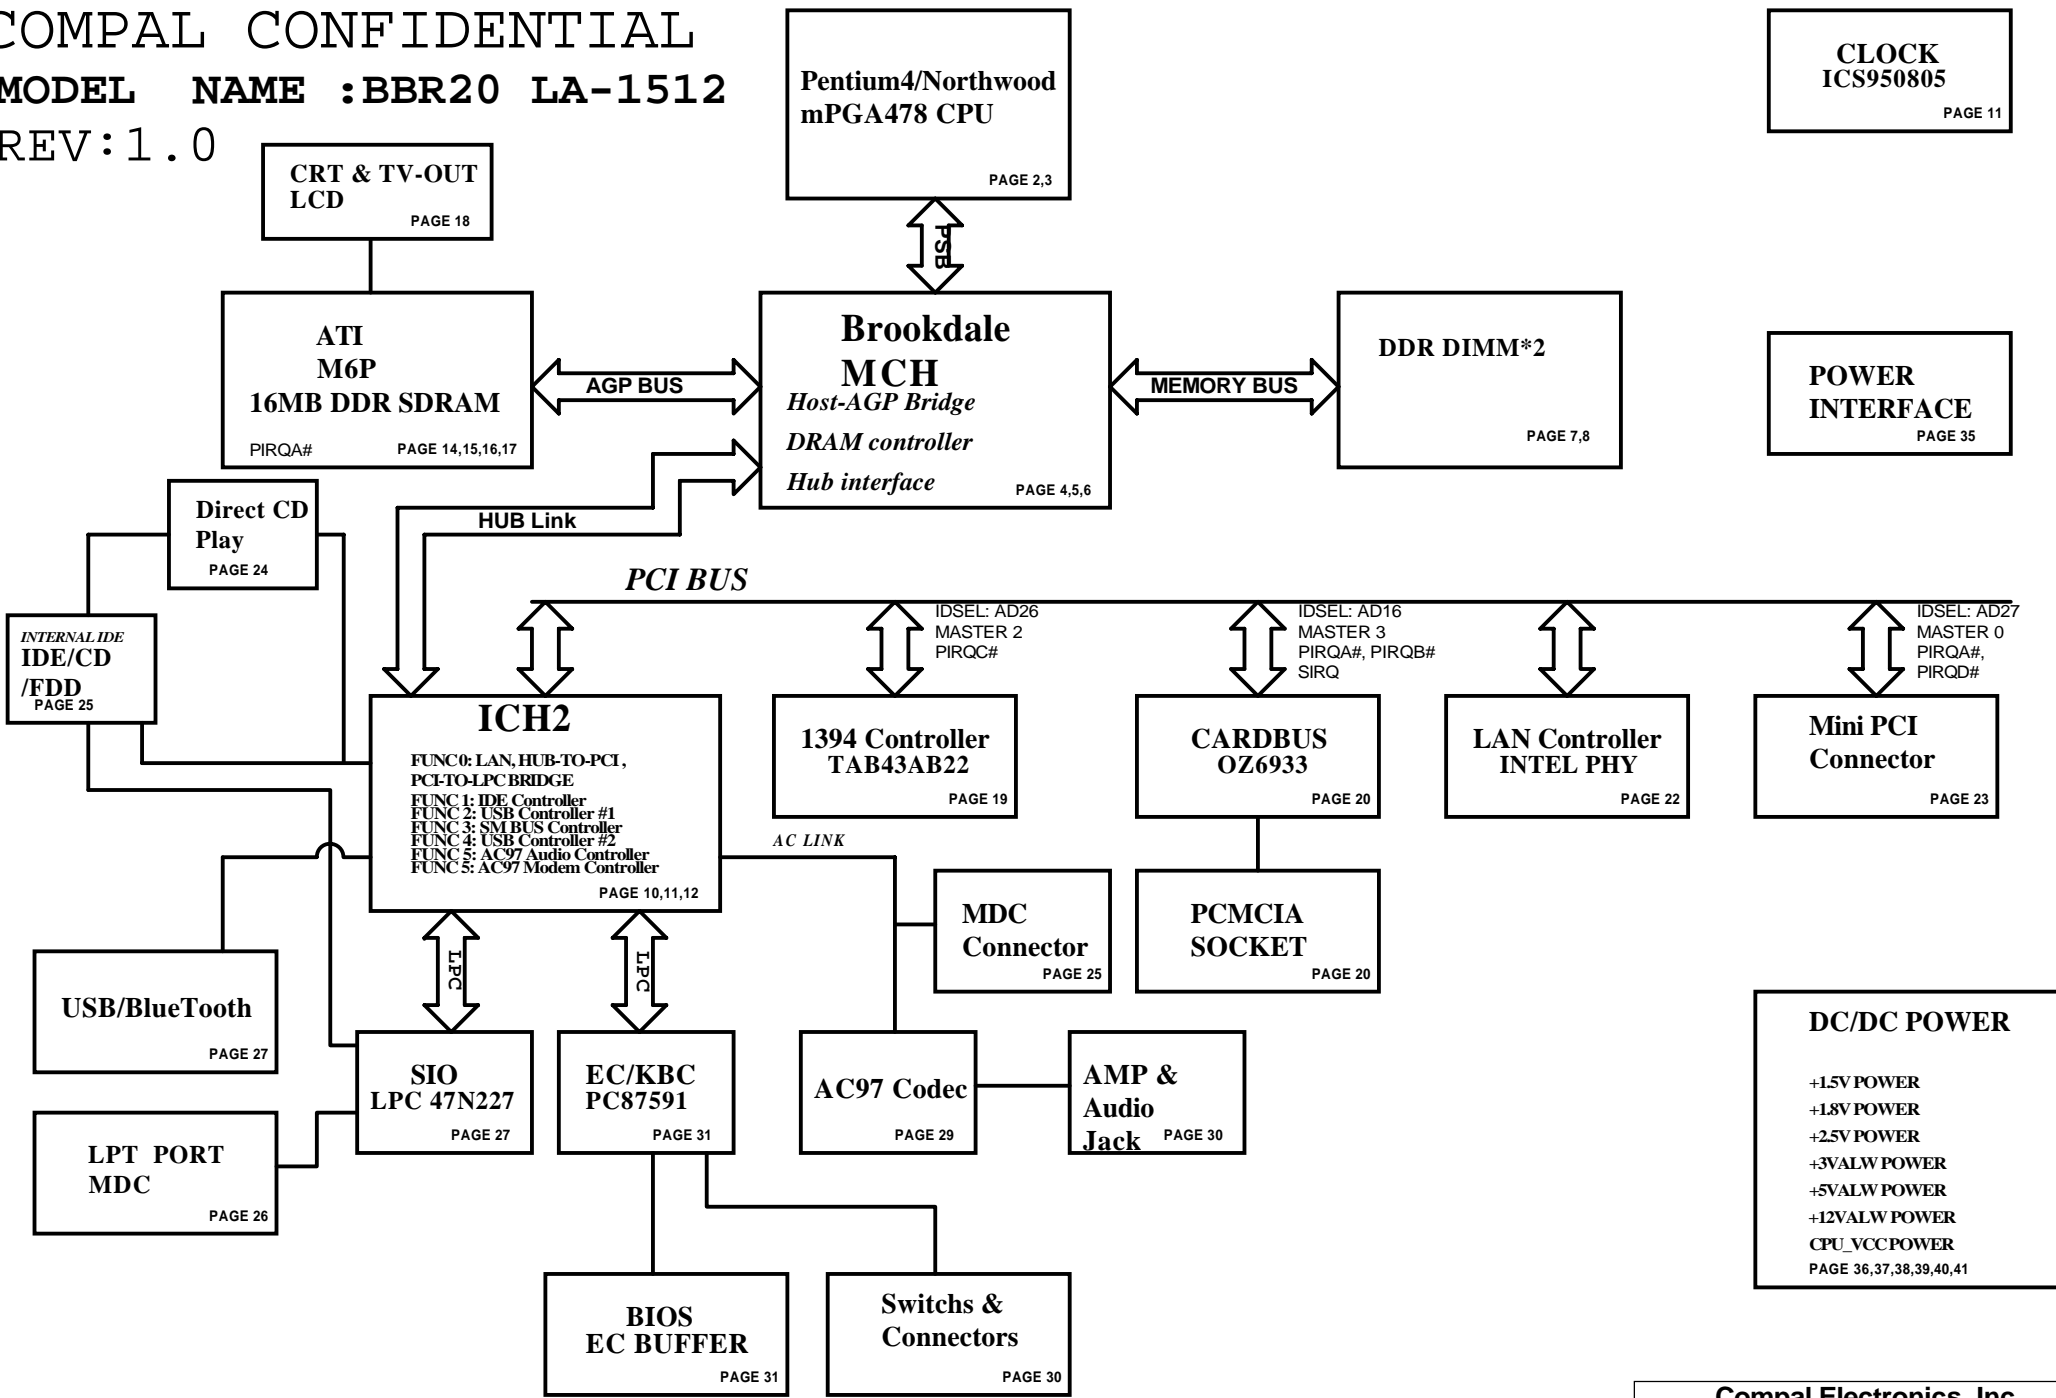 COMPAL CONFIDENTIAL
MODEL NAME :BBR20 LA-1512
REV:1.0
Pentium4/Northwood
mPGA478 CPU
PAGE 2,3
CLOCK
ICS950805
PAGE 11
CRT & TV-OUT
LCD
PAGE 18
PSB
ATI
M6P
16MB DDR SDRAM
PIRQA#
PAGE 14,15,16,17
AGP BUS
Brookdale
MCH
Host-AGP Bridge
DRAM controller
Hub interface
PAGE 4,5,6
MEMORY BUS
DDR DIMM*2
PAGE 7,8
POWER
INTERFACE
PAGE 35
Direct CD
Play
PAGE 24
HUB Link
PCI BUS
INTERNAL IDE
IDE/CD
/FDD
PAGE 25
IDSEL: AD26
MASTER 2
PIRQC#
IDSEL: AD16
MASTER 3
PIRQA#, PIRQB#
SIRQ
IDSEL: AD27
MASTER 0
PIRQA#,
PIRQD#
ICH2
FUNC 0: LAN, HUB-TO-PCI ,
PCI-TO-LPC BRIDGE
FUNC 1: IDE Controller
FUNC 2: USB Controller #1
FUNC 3: SM BUS Controller
FUNC 4: USB Controller #2
FUNC 5: AC97 Audio Controller
FUNC 5: AC97 Modem Controller
PAGE 10,11,12
1394 Controller
TAB43AB22
PAGE 19
CARDBUS
OZ6933
PAGE 20
LAN Controller
INTEL PHY
PAGE 22
Mini PCI
Connector
PAGE 23
AC LINK
MDC
Connector
PAGE 25
PCMCIA
SOCKET
PAGE 20
LPC
LPC
USB/BlueTooth
PAGE 27
SIO
LPC 47N227
PAGE 27
EC/KBC
PC87591
PAGE 31
AC97 Codec
PAGE 29
AMP &
Audio
Jack
PAGE 30
DC/DC POWER
+1.5V POWER
+1.8V POWER
+2.5V POWER
+3VALW POWER
+5VALW POWER
+12VALW POWER
CPU_VCC POWER
PAGE 36,37,38,39,40,41
LPT PORT
MDC
PAGE 26
BIOS
EC BUFFER
PAGE 31
Switchs &
Connectors
PAGE 30
Compal Electronics, Inc